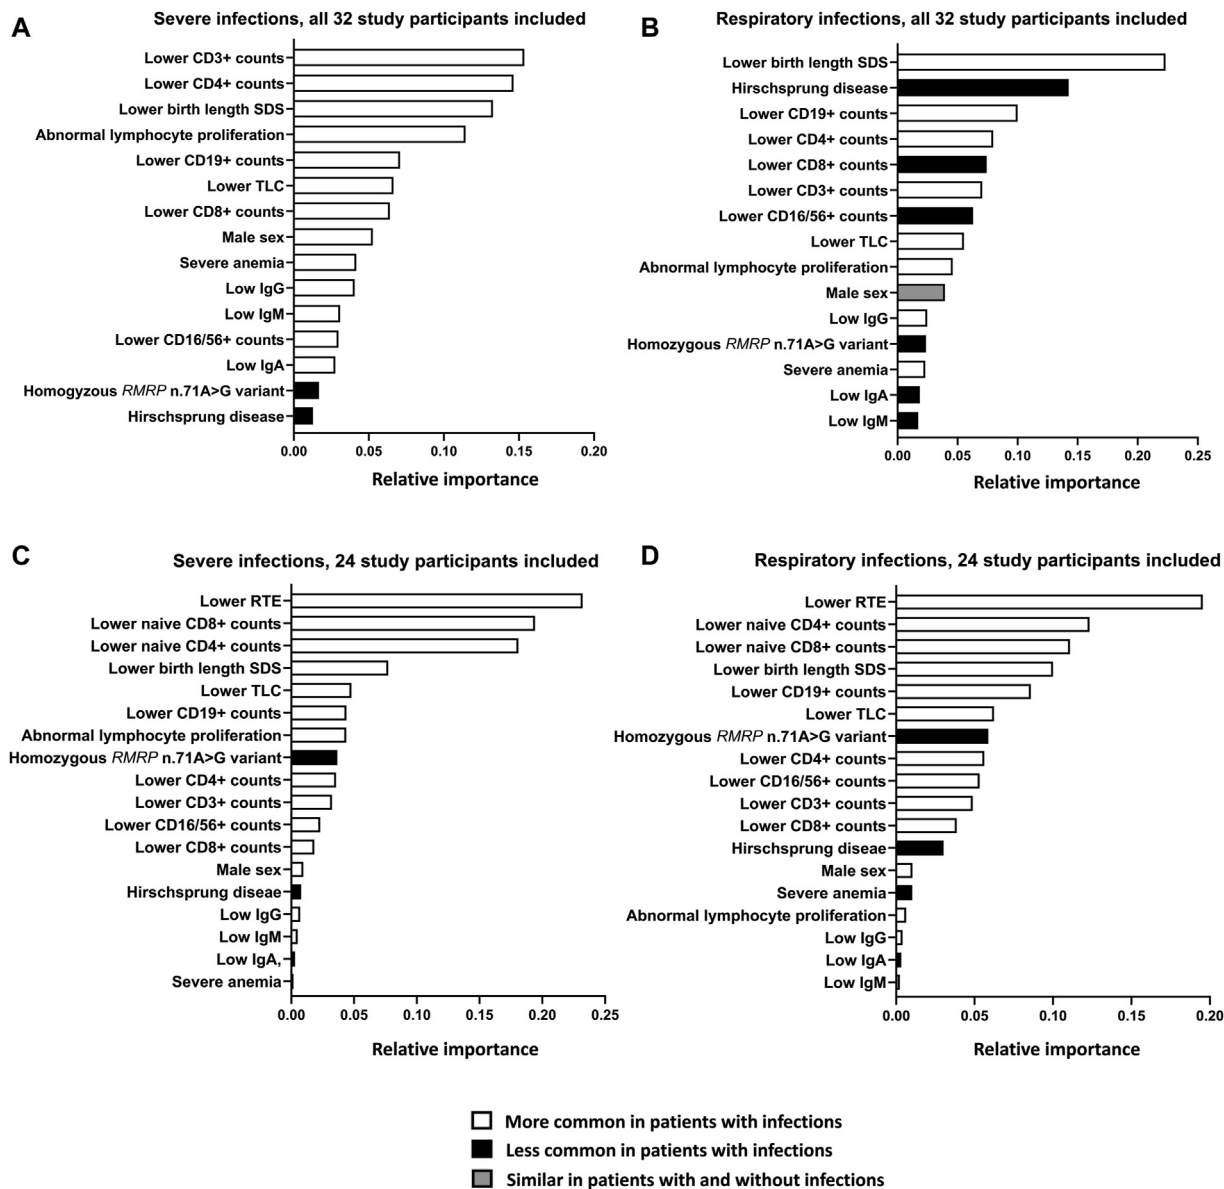 A
Severe infections, all 32 study participants included
Lower CD3+ counts
Lower CD4+ counts
Lower birth length SDS
Abnormal lymphocyte proliferation
Lower CD19+ counts
Lower TLC
Lower CD8+ counts
Male sex
Severe anemia
Low IgG
Low IgM
Lower CD16/56+ counts
Low IgA
Homogyzous RMRP n.71A>G variant
Hirschsprung disease
0.00 0.05 0.10 0.15 0.20
Relative importance
B
Respiratory infections, all 32 study participants included
Lower birth length SDS
Hirschsprung disease
Lower CD19+ counts
Lower CD4+ counts
Lower CD8+ counts
Lower CD3+ counts
Lower CD16/56+ counts
Lower TLC
Abnormal lymphocyte proliferation
Male sex
Low IgG
Homozygous RMRP n.71A>G variant
Severe anemia
Low IgA
Low IgM
0.00 0.05 0.10 0.15 0.20 0.25
Relative importance
C
Severe infections, 24 study participants included
Lower RTE
Lower naive CD8+ counts
Lower naive CD4+ counts
Lower birth length SDS
Lower TLC
Lower CD19+ counts
Abnormal lymphocyte proliferation
Homozygous RMRP n.71A>G variant
Lower CD4+ counts
Lower CD3+ counts
Lower CD16/56+ counts
Lower CD8+ counts
Male sex
Hirschsprung diseae
Low IgG
Low IgM
Low IgA,
Severe anemia
0.00 0.05 0.10 0.15 0.20 0.25
Relative importance
D
Respiratory infections, 24 study participants included
Lower RTE
Lower naive CD4+ counts
Lower naive CD8+ counts
Lower birth length SDS
Lower CD19+ counts
Lower TLC
Homozygous RMRP n.71A>G variant
Lower CD4+ counts
Lower CD16/56+ counts
Lower CD3+ counts
Lower CD8+ counts
Hirschsprung diseae
Male sex
Severe anemia
Abnormal lymphocyte proliferation
Low IgG
Low IgA
Low IgM
0.00 0.05 0.10 0.15 0.20
Relative importance
More common in patients with infections
Less common in patients with infections
Similar in patients with and without infections